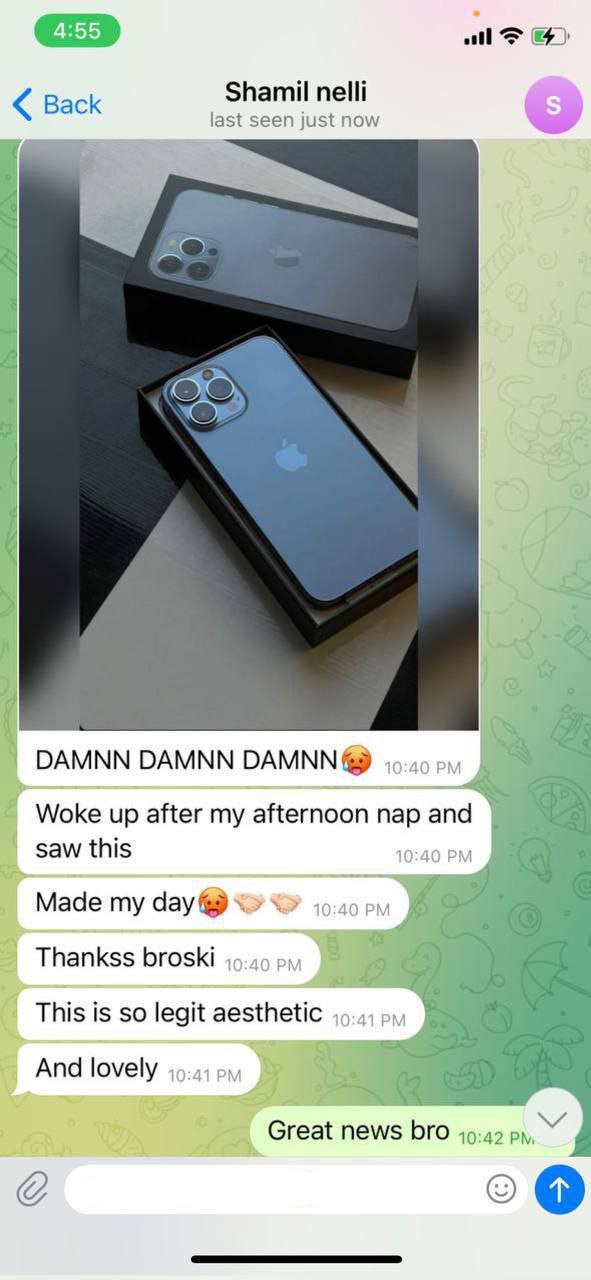 4:55
Back
Shamil nelli
last seen just now
S
DAMNN DAMNN DAMNN🥵 10:40 PM
Woke up after my afternoon nap and
saw this 10:40 PM
Made my day🥵🤝🏻🤝🏻 10:40 PM
Thankss broski 10:40 PM
This is so legit aesthetic 10:41 PM
And lovely 10:41 PM
Great news bro 10:42 PM